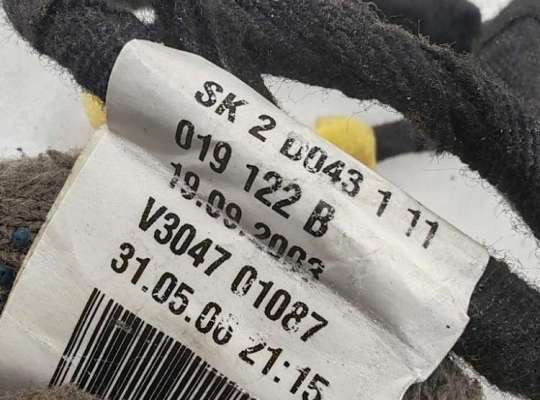 SK 2 D043 1 11
019 122 B
19.09.2003
V3047 01087
31.05.06 21:15